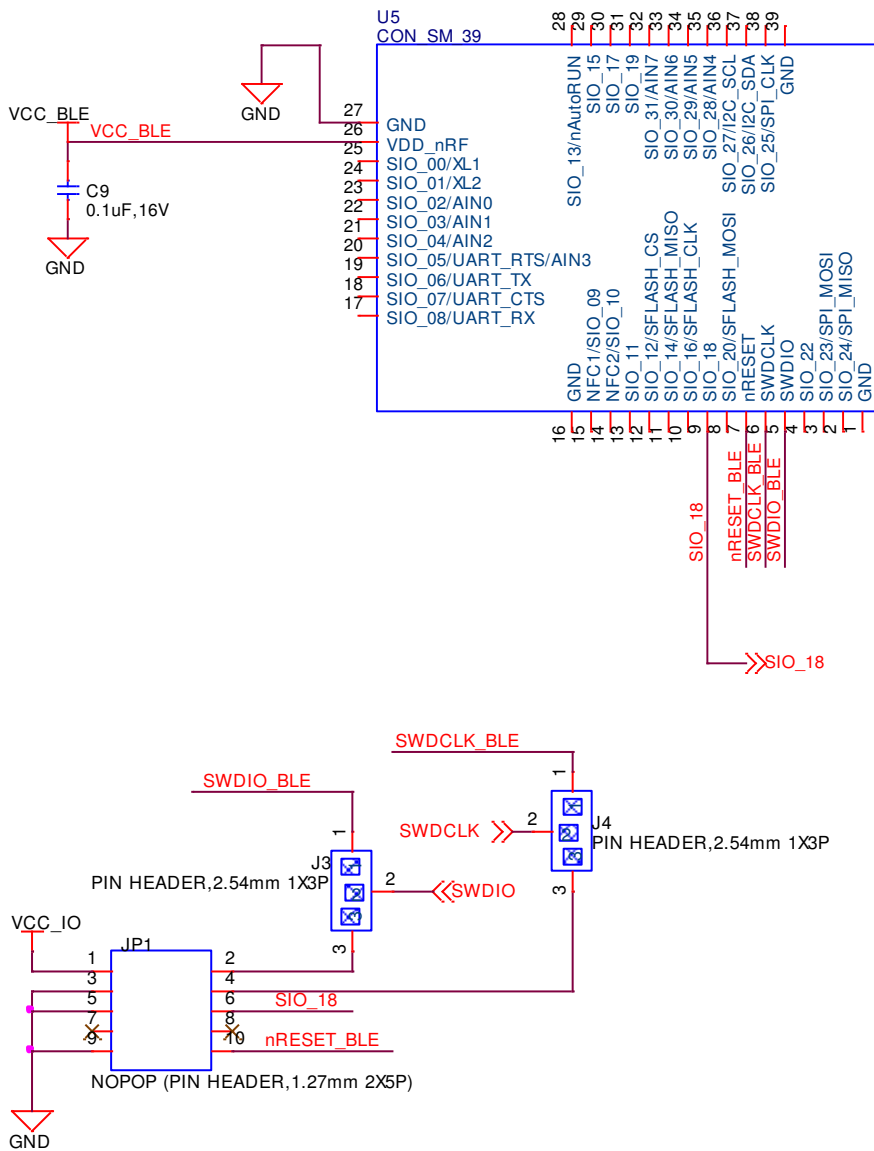 U5
CON_SM_39
28
29
30
31
32
33
34
35
36
37
38
39
SIO_13/nAutoRUN
SIO_15
SIO_17
SIO_19
SIO_31/AIN7
SIO_30/AIN6
SIO_29/AIN5
SIO_28/AIN4
SIO_27/I2C_SCL
SIO_26/I2C_SDA
SIO_25/SPI_CLK
GND
GND
VCC_BLE
VCC_BLE
C9
0.1uF,16V
GND
27 GND
26 VDD_nRF
25 SIO_00/XL1
24 SIO_01/XL2
23 SIO_02/AIN0
22 SIO_03/AIN1
21 SIO_04/AIN2
20 SIO_05/UART_RTS/AIN3
19 SIO_06/UART_TX
18 SIO_07/UART_CTS
17 SIO_08/UART_RX
GND
NFC1/SIO_09
NFC2/SIO_10
SIO_11
SIO_12/SFLASH_CS
SIO_14/SFLASH_MISO
SIO_16/SFLASH_CLK
SIO_18
SIO_20/SFLASH_MOSI
nRESET
SWDCLK
SWDIO
SIO_22
SIO_23/SPI_MOSI
SIO_24/SPI_MISO
GND
16
15
14
13
12
11
10
9
8
7
6
5
4
3
2
1
SIO_18
nRESET_BLE
SWDCLK_BLE
SWDIO_BLE
SIO_18
SWDCLK_BLE
1
SWDCLK
2
J4
PIN HEADER,2.54mm 1X3P
1
2
3
3
SWDIO_BLE
1
J3
PIN HEADER,2.54mm 1X3P
1
2
3
2
SWDIO
3
VCC_IO
JP1
1 2
3 4
5 6 SIO_18
7 8
9 10 nRESET_BLE
NOPOP (PIN HEADER,1.27mm 2X5P)
GND